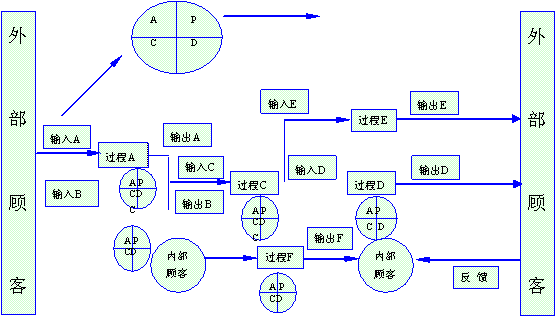 外部顾客
A P
C D
输入A
输入B
过程A
A P
C D
C
输出A
输入C
输出B
过程C
A P
C D
C
输入E
过程E
输出E
输入D
过程D
输出D
A P
C D
A P
C D
内部
顾客
过程F
A P
C D
输出F
内部
顾客
反 馈
外部顾客